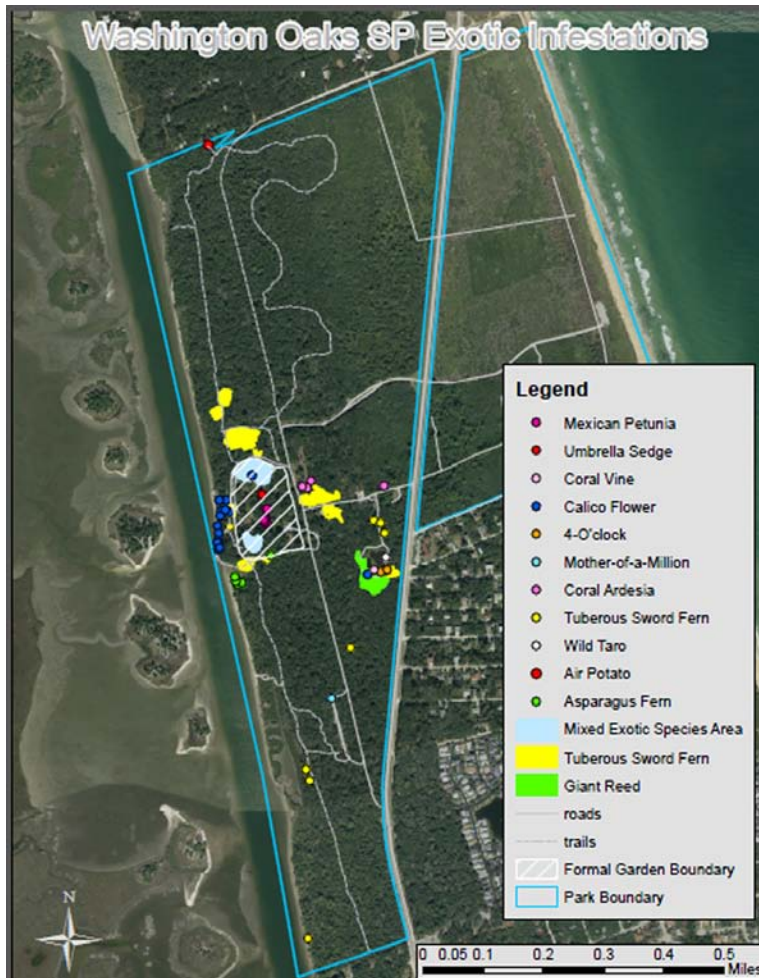 Washington Oaks SP Exotic Infestations
Legend
Mexican Petunia
Umbrella Sedge
Coral Vine
Calico Flower
4-O'clock
Mother-of-a-Million
Coral Ardesia
Tuberous Sword Fern
Wild Taro
Air Potato
Asparagus Fern
Mixed Exotic Species Area
Tuberous Sword Fern
Giant Reed
roads
trails
Formal Garden Boundary
Park Boundary
N
0 0.05 0.1 0.2 0.3 0.4 0.5
Miles